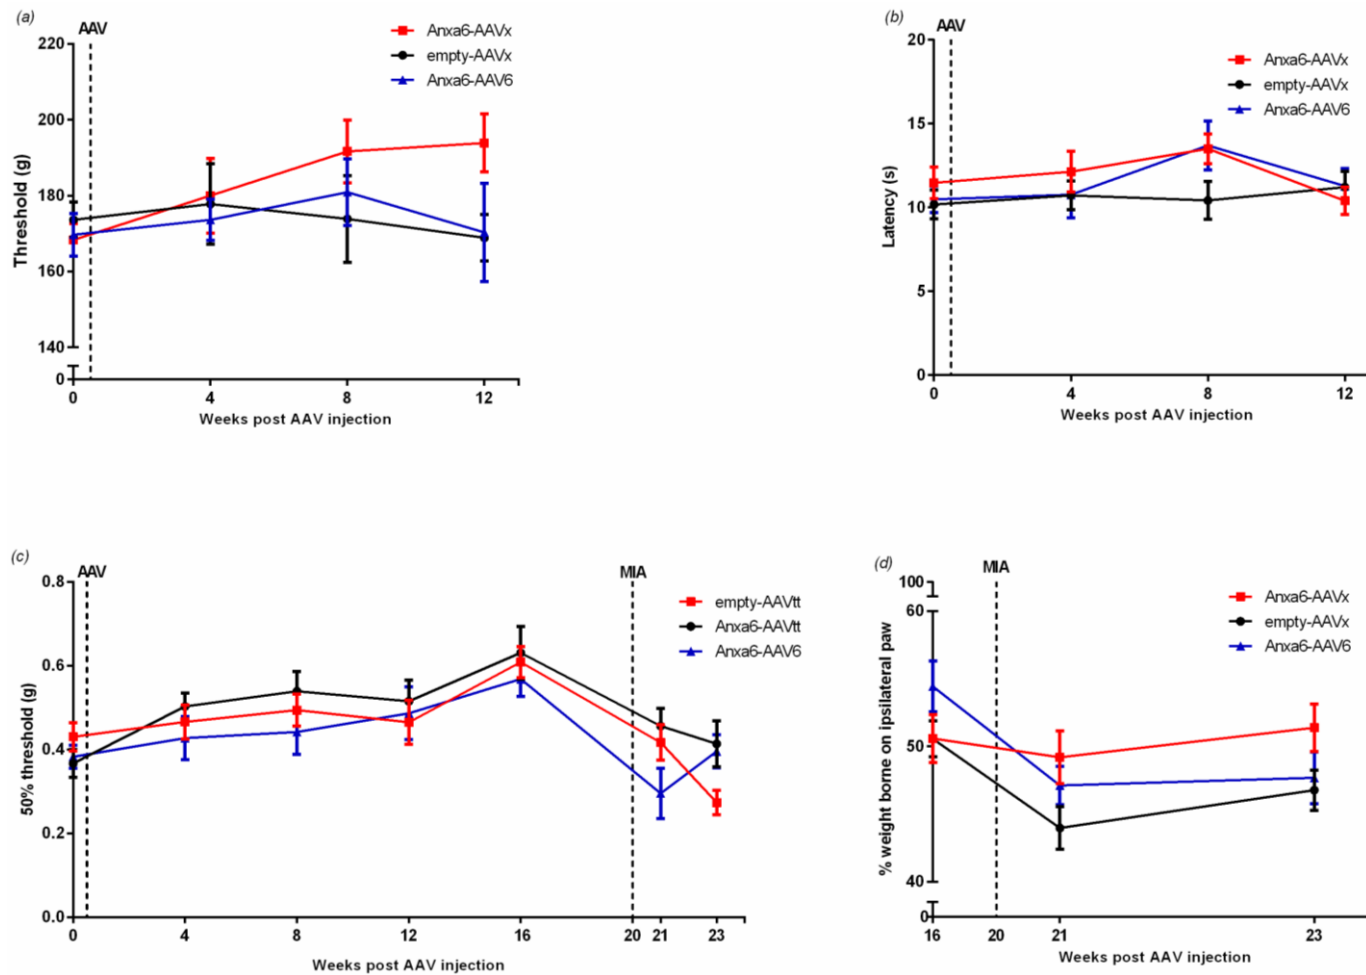 (a)
AAV
Anxa6-AAVx
empty-AAVx
Anxa6-AAV6
Threshold (g)
220
200
180
160
140
0
0 4 8 12
Weeks post AAV injection
(b)
AAV
Anxa6-AAVx
empty-AAVx
Anxa6-AAV6
Latency (s)
20
15
10
5
0
0 4 8 12
Weeks post AAV injection
(c)
AAV
MIA
empty-AAVtt
Anxa6-AAVtt
Anxa6-AAV6
50% threshold (g)
0.8
0.6
0.4
0.2
0.0
0 4 8 12 16 20 21 23
Weeks post AAV injection
(d)
MIA
Anxa6-AAVx
empty-AAVx
Anxa6-AAV6
% weight borne on ipsilateral paw
100
60
50
40
0
16 20 21 23
Weeks post AAV injection